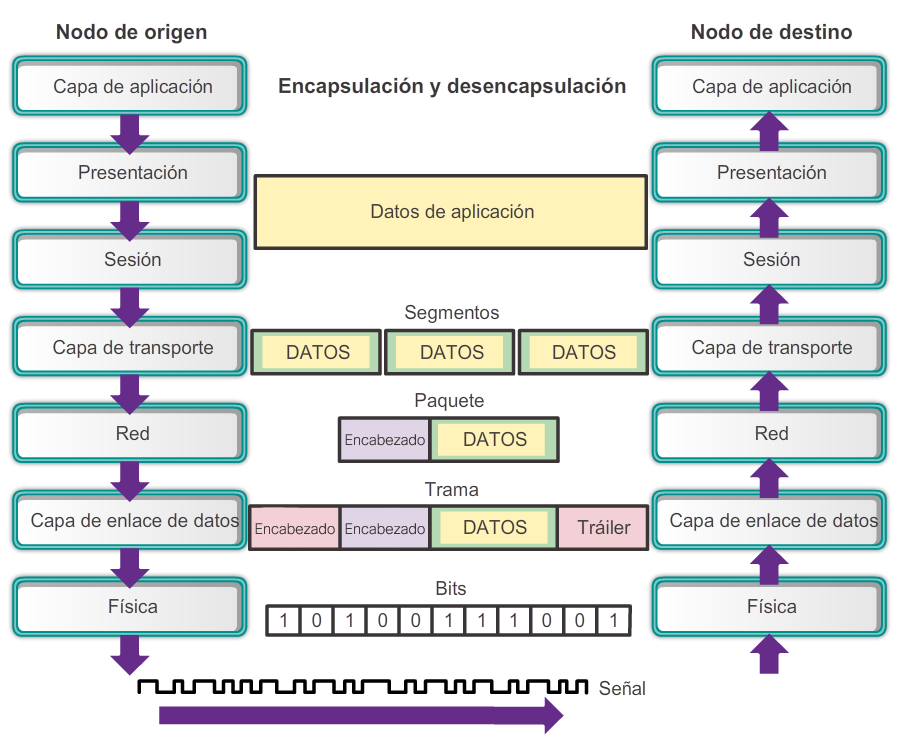 Nodo de origen
Nodo de destino
Encapsulación y desencapsulación
Capa de aplicación
Capa de aplicación
Presentación
Presentación
Datos de aplicación
Sesión
Sesión
Segmentos
Capa de transporte
DATOS DATOS DATOS
Capa de transporte
Paquete
Red
Encabezado DATOS
Red
Trama
Capa de enlace de datos
Encabezado Encabezado DATOS Tráiler
Capa de enlace de datos
Bits
Física
1 0 1 0 0 1 1 1 0 0 1
Física
Señal